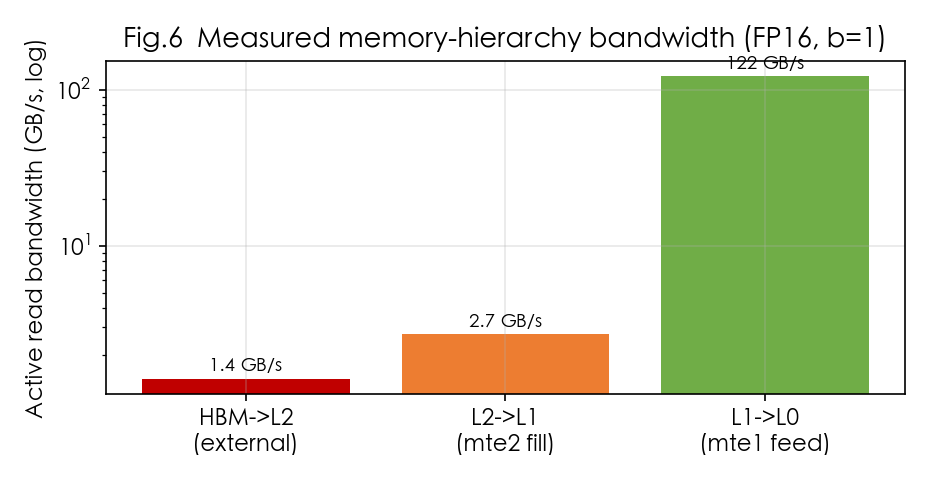 Fig.6 Measured memory-hierarchy bandwidth (FP16, b=1)
Active read bandwidth (GB/s, log)
10²
10¹
122 GB/s
2.7 GB/s
1.4 GB/s
HBM->L2
(external)
L2->L1
(mte2 fill)
L1->L0
(mte1 feed)